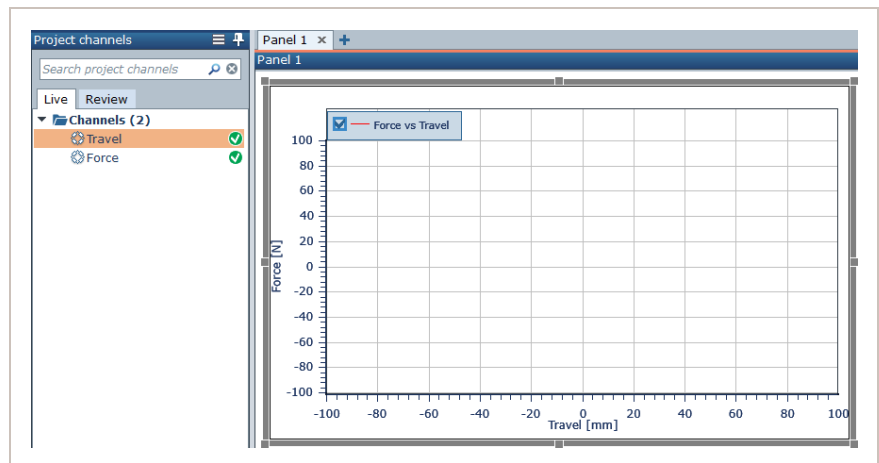 Project channels
Search project channels
Live Review
Channels (2)
Travel
Force
Panel 1 × +
Panel 1
Force vs Travel
100
80
60
40
20
0
-20
-40
-60
-80
-100
Force [N]
-100 -80 -60 -40 -20 0 20 40 60 80 100
Travel [mm]